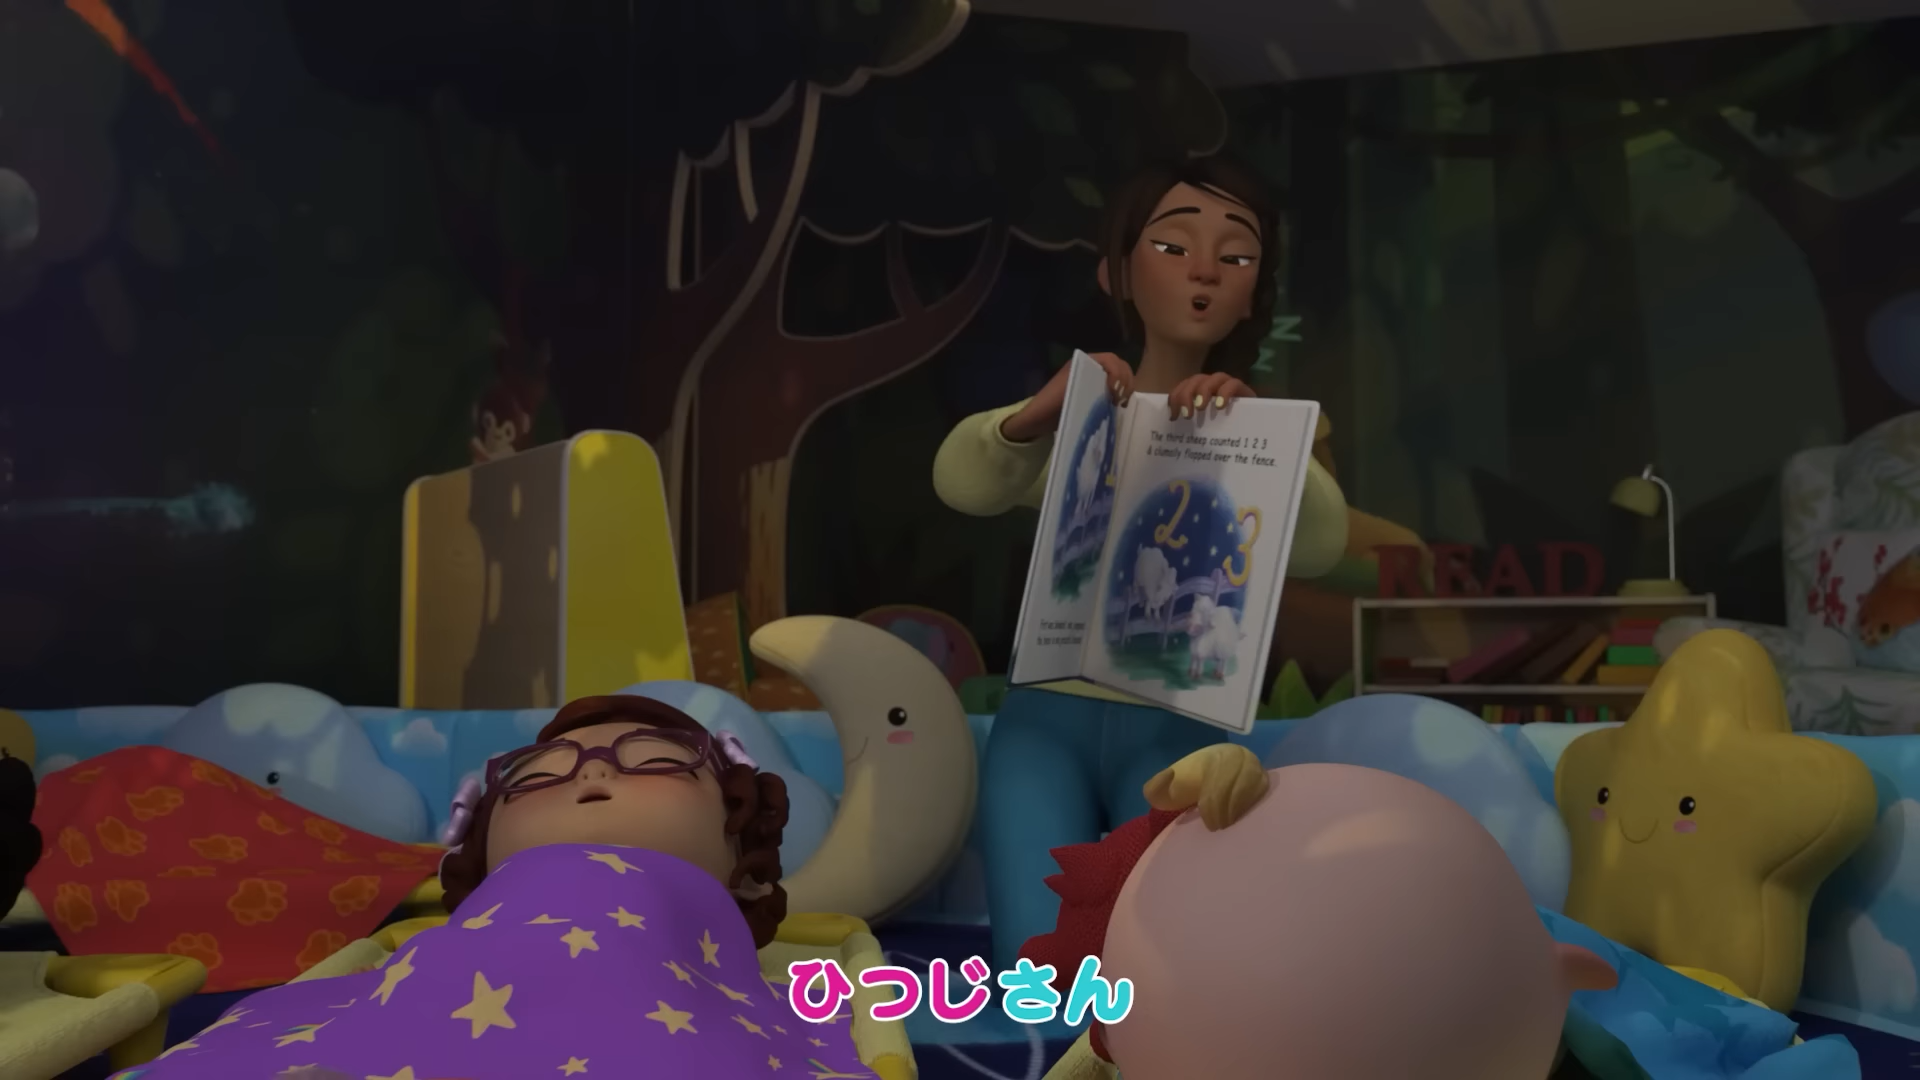 Z
Z
The third sheep counted 1 2 3
& clumsily flopped over the fence.
2
3
READ
ひつじさん